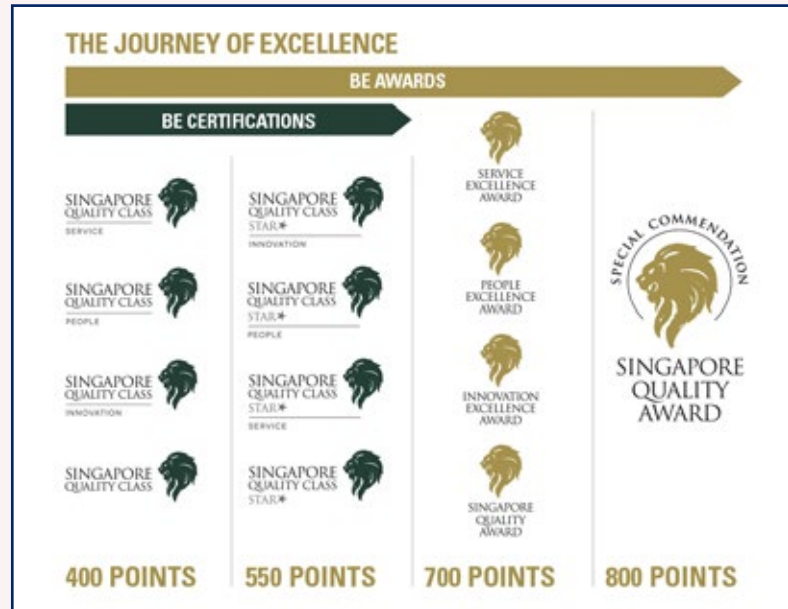 THE JOURNEY OF EXCELLENCE
BE AWARDS
BE CERTIFICATIONS
SINGAPORE
QUALITY CLASS
SERVICE
SINGAPORE
QUALITY CLASS
PEOPLE
SINGAPORE
QUALITY CLASS
INNOVATION
SINGAPORE
QUALITY CLASS
400 POINTS
SINGAPORE
QUALITY CLASS
STAR*
INNOVATION
SINGAPORE
QUALITY CLASS
STAR*
PEOPLE
SINGAPORE
QUALITY CLASS
STAR*
SERVICE
SINGAPORE
QUALITY CLASS
STAR*
550 POINTS
SERVICE
EXCELLENCE
AWARD
PEOPLE
EXCELLENCE
AWARD
INNOVATION
EXCELLENCE
AWARD
SINGAPORE
QUALITY
AWARD
700 POINTS
SPECIAL COMMENDATION
SINGAPORE
QUALITY
AWARD
800 POINTS